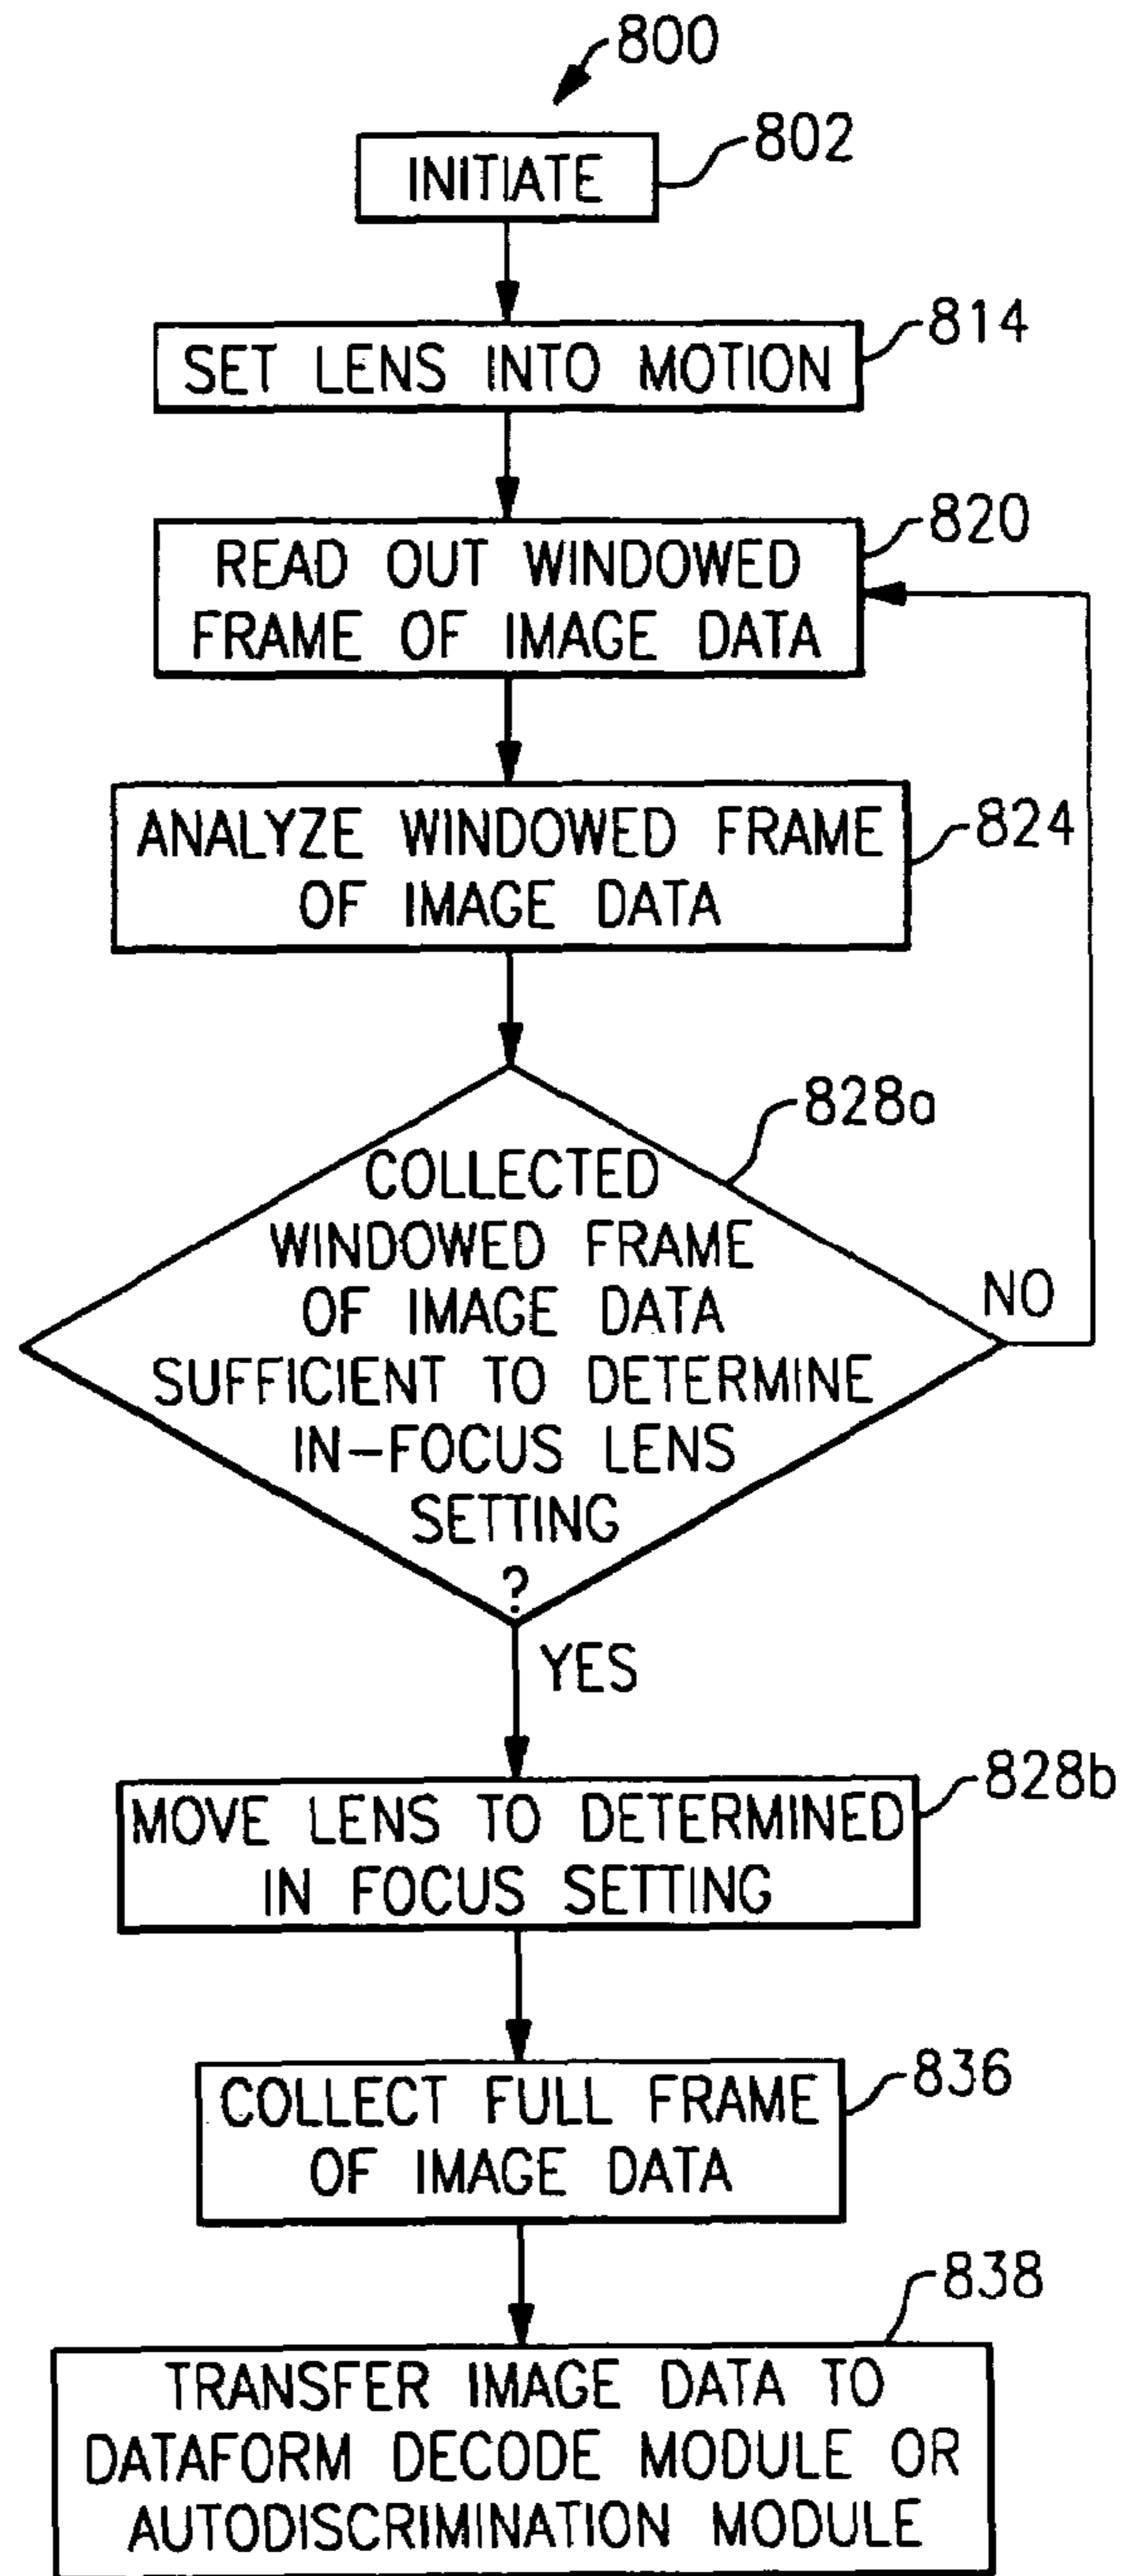 800
802
INITIATE
814
SET LENS INTO MOTION
820
READ OUT WINDOWED
FRAME OF IMAGE DATA
824
ANALYZE WINDOWED FRAME
OF IMAGE DATA
828a
COLLECTED
WINDOWED FRAME
OF IMAGE DATA
SUFFICIENT TO DETERMINE
IN-FOCUS LENS
SETTING
?
NO
YES
828b
MOVE LENS TO DETERMINED
IN FOCUS SETTING
836
COLLECT FULL FRAME
OF IMAGE DATA
838
TRANSFER IMAGE DATA TO
DATAFORM DECODE MODULE OR
AUTODISCRIMINATION MODULE